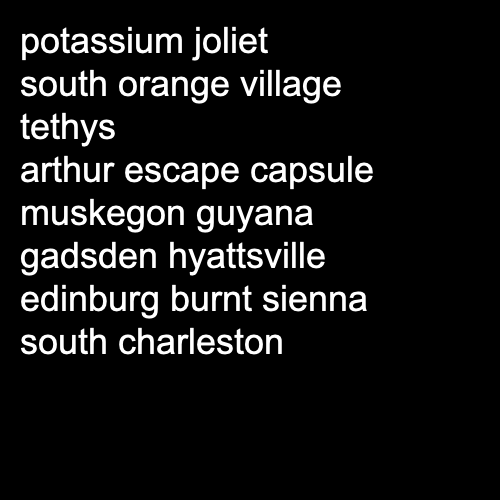 potassium joliet
south orange village
tethys
arthur escape capsule
muskegon guyana
gadsden hyattsville
edinburg burnt sienna
south charleston